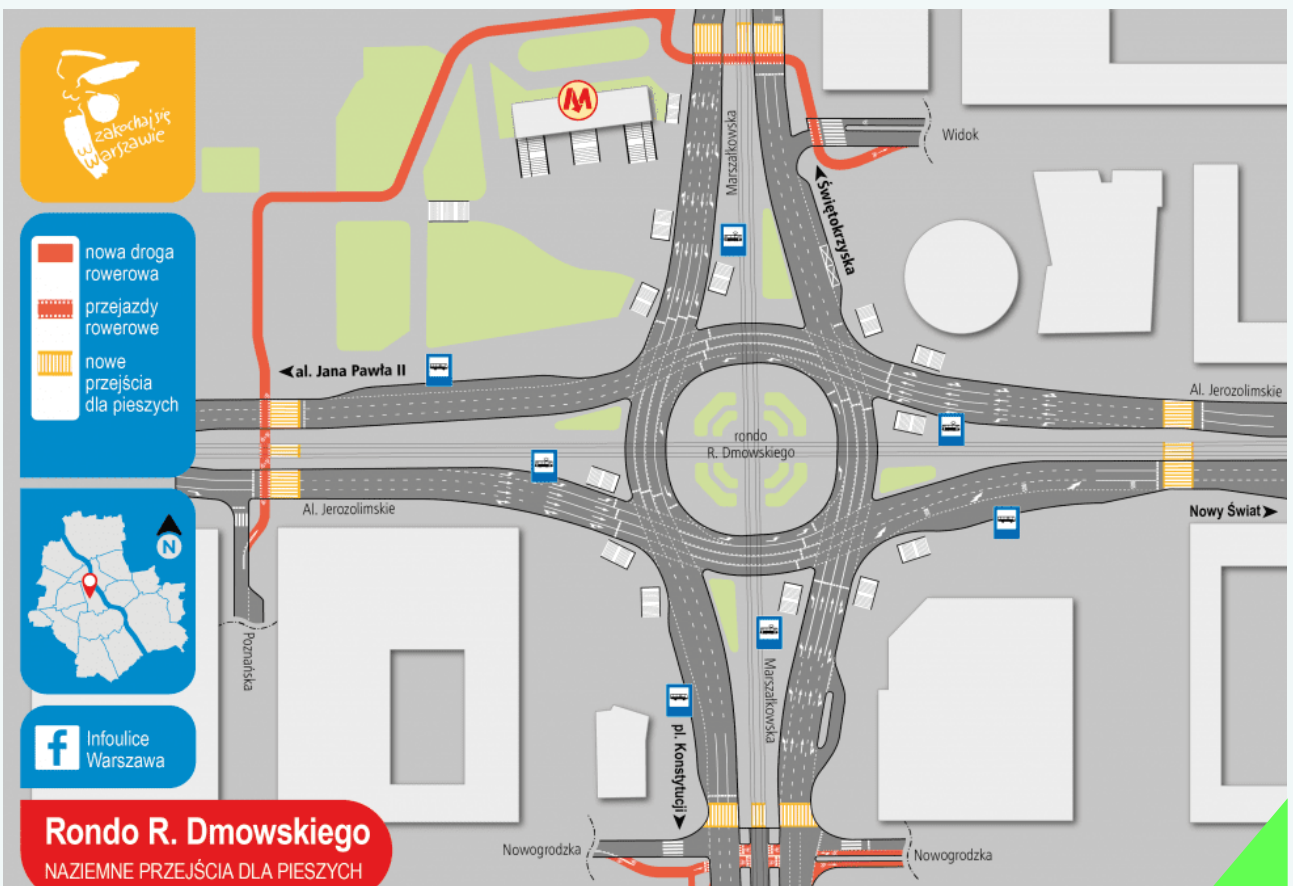 zakochaj się
w
warszawie
nowa droga
rowerowa
przejazdy
rowerowe
nowe
przejścia
dla pieszych
N
f
Infoulice
Warszawa
Rondo R. Dmowskiego
NAZIEMNE PRZEJŚCIA DLA PIESZYCH
M
Marszałkowska
Widok
Świętokrzyska
al. Jana Pawła II
Al. Jerozolimskie
rondo
R. Dmowskiego
Al. Jerozolimskie
Nowy Świat
Poznańska
Marszałkowska
pl. Konstytucji
Nowogrodzka
Nowogrodzka